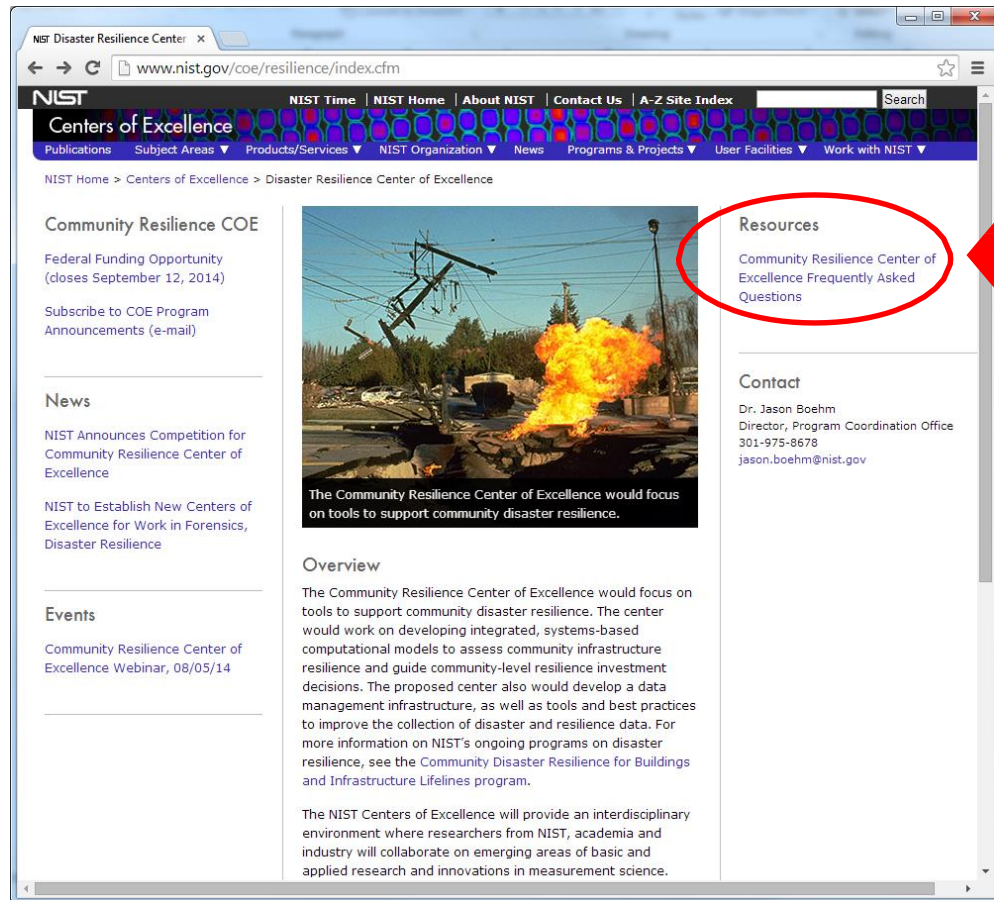 NIST Disaster Resilience Center
www.nist.gov/coe/resilience/index.cfm
NIST
NIST Time | NIST Home | About NIST | Contact Us | A-Z Site Index
Search
Centers of Excellence
Publications Subject Areas ▼ Products/Services ▼ NIST Organization ▼ News Programs & Projects ▼ User Facilities ▼ Work with NIST ▼
NIST Home > Centers of Excellence > Disaster Resilience Center of Excellence
Community Resilience COE
Federal Funding Opportunity
(closes September 12, 2014)
Subscribe to COE Program
Announcements (e-mail)
News
NIST Announces Competition for
Community Resilience Center of
Excellence
NIST to Establish New Centers of
Excellence for Work in Forensics,
Disaster Resilience
Events
Community Resilience Center of
Excellence Webinar, 08/05/14
The Community Resilience Center of Excellence would focus
on tools to support community disaster resilience.
Overview
The Community Resilience Center of Excellence would focus on
tools to support community disaster resilience. The center
would work on developing integrated, systems-based
computational models to assess community infrastructure
resilience and guide community-level resilience investment
decisions. The proposed center also would develop a data
management infrastructure, as well as tools and best practices
to improve the collection of disaster and resilience data. For
more information on NIST's ongoing programs on disaster
resilience, see the Community Disaster Resilience for Buildings
and Infrastructure Lifelines program.
The NIST Centers of Excellence will provide an interdisciplinary
environment where researchers from NIST, academia and
industry will collaborate on emerging areas of basic and
applied research and innovations in measurement science.
Resources
Community Resilience Center of
Excellence Frequently Asked
Questions
Contact
Dr. Jason Boehm
Director, Program Coordination Office
301-975-8678
jason.boehm@nist.gov